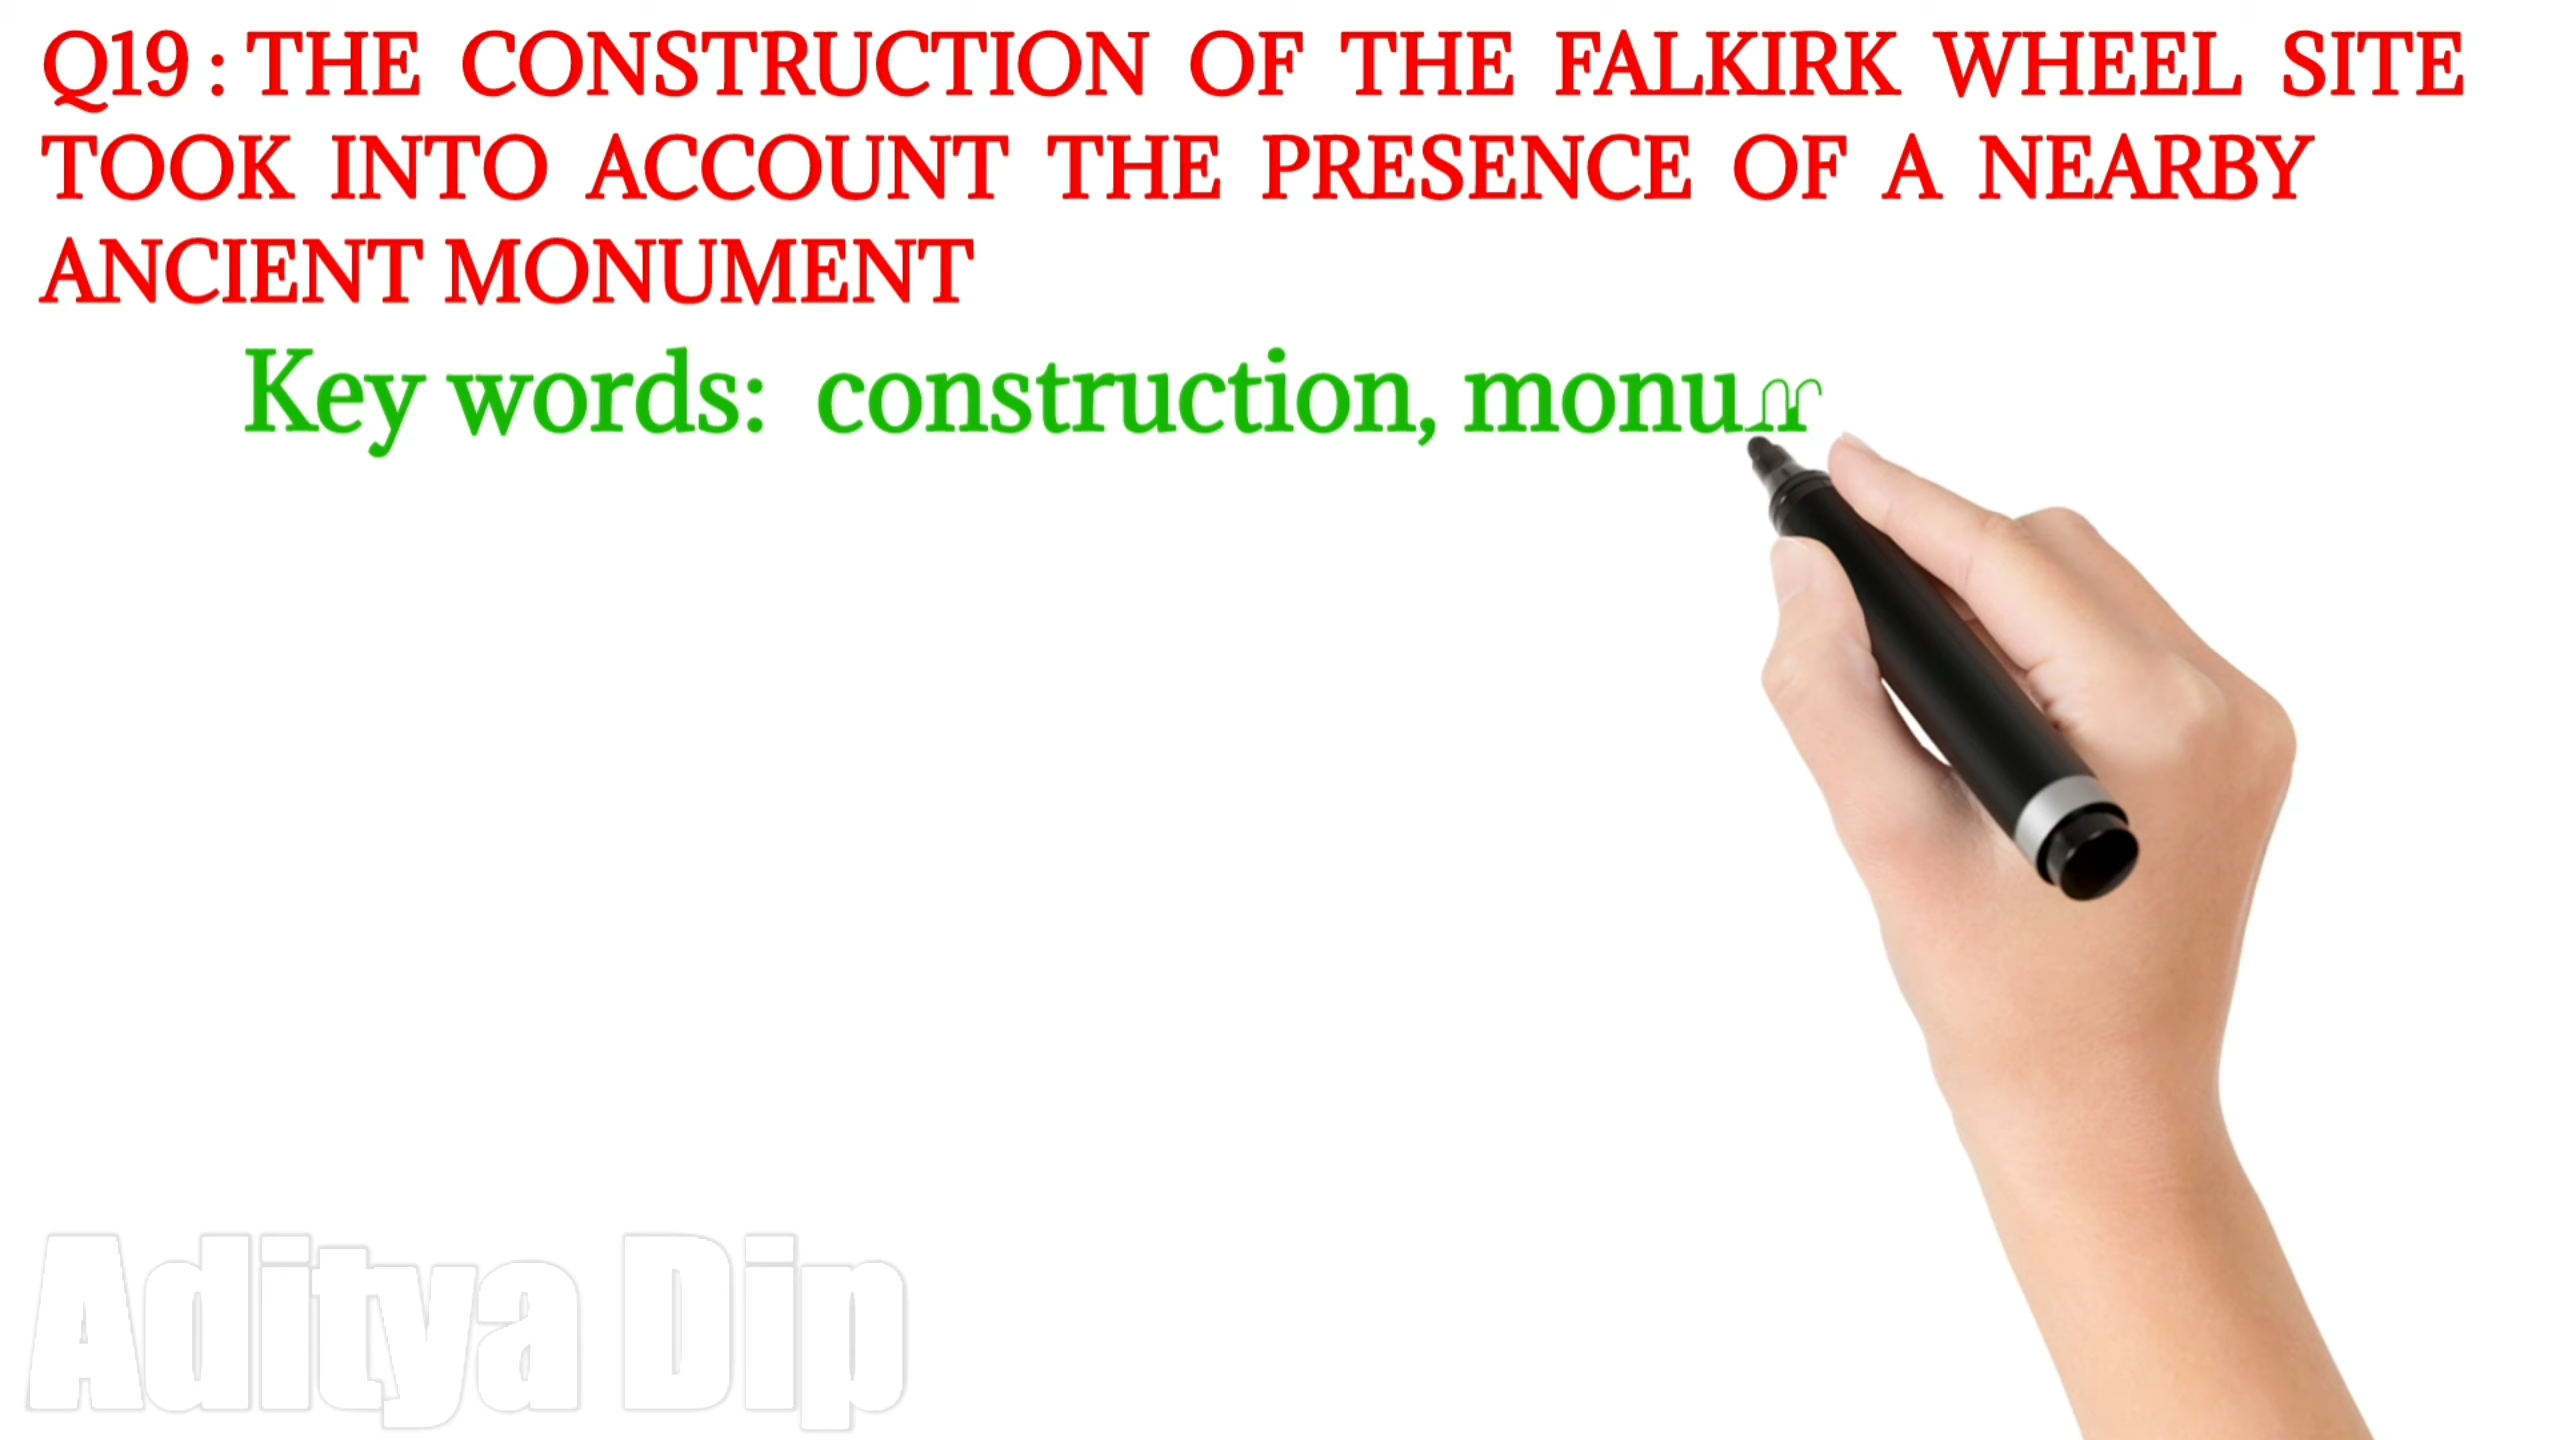 Q19 : THE CONSTRUCTION OF THE FALKIRK WHEEL SITE
TOOK INTO ACCOUNT THE PRESENCE OF A NEARBY
ANCIENT MONUMENT
Key words: construction, monu
Aditya Dip